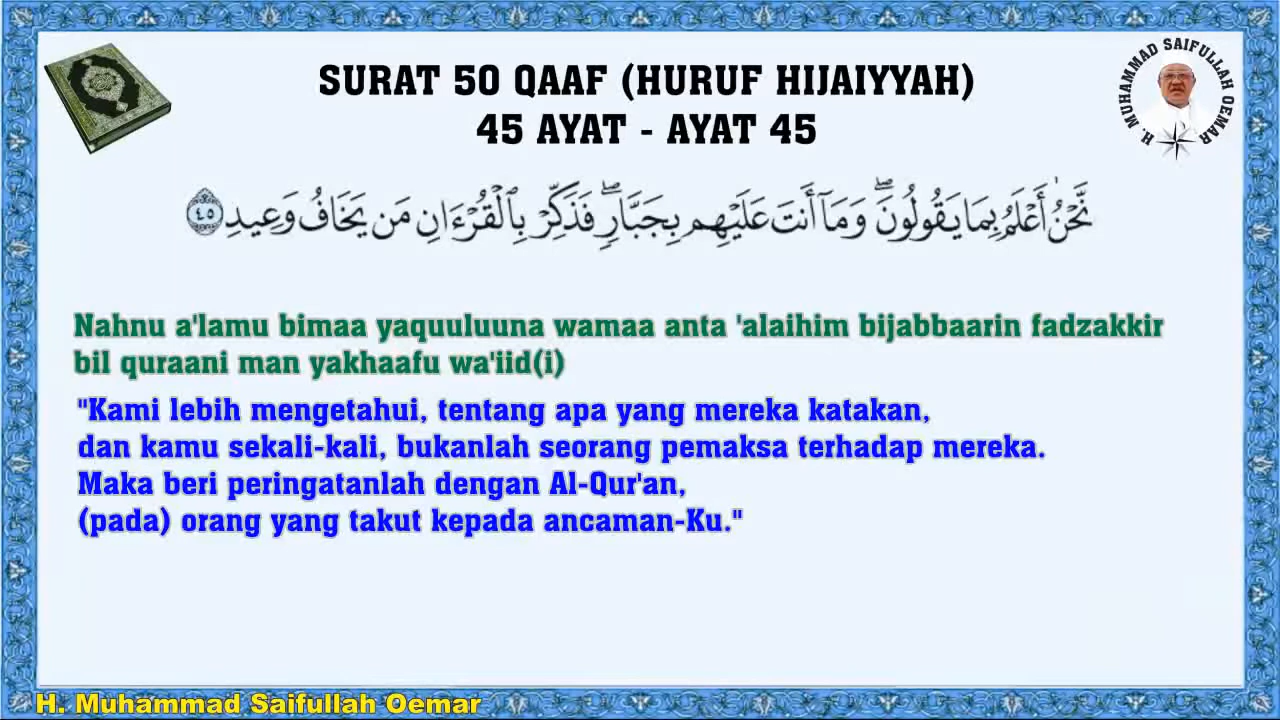 SURAT 50 QAAF (HURUF HIJAIYYAH)
45 AYAT - AYAT 45
H. MUHAMMAD SAIFULLAH OEMAR
نَّحْنُ أَعْلَمُ بِمَا يَقُولُونَ ۖ وَمَآ أَنتَ عَلَيْهِم بِجَبَّارٍ ۖ فَذَكِّرْ بِٱلْقُرْءَانِ مَن يَخَافُ وَعِيدِ ٤٥
Nahnu a'lamu bimaa yaquuluuna wamaa anta 'alaihim bijabbaarin fadzakkir
bil quraani man yakhaafu wa'iid(i)
"Kami lebih mengetahui, tentang apa yang mereka katakan,
dan kamu sekali-kali, bukanlah seorang pemaksa terhadap mereka.
Maka beri peringatanlah dengan Al-Qur'an,
(pada) orang yang takut kepada ancaman-Ku."
H. Muhammad Saifullah Oemar